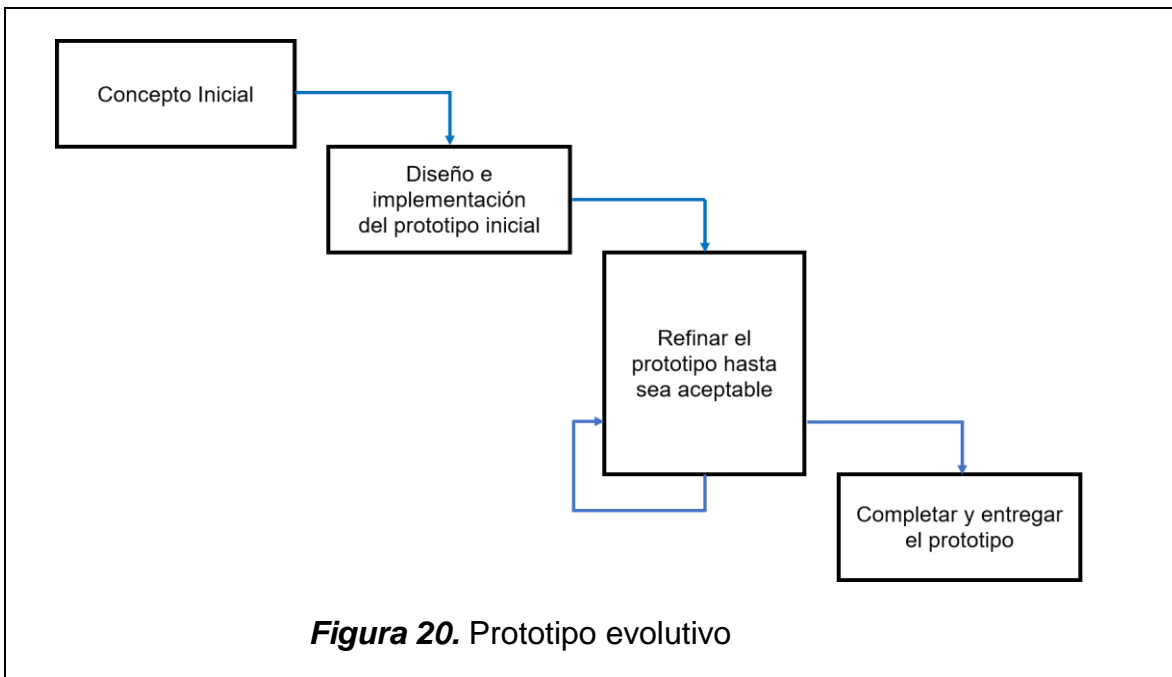 Concepto Inicial
Diseño e
implementación
del prototipo inicial
Refinar el
prototipo hasta
sea aceptable
Completar y entregar
el prototipo
Figura 20. Prototipo evolutivo